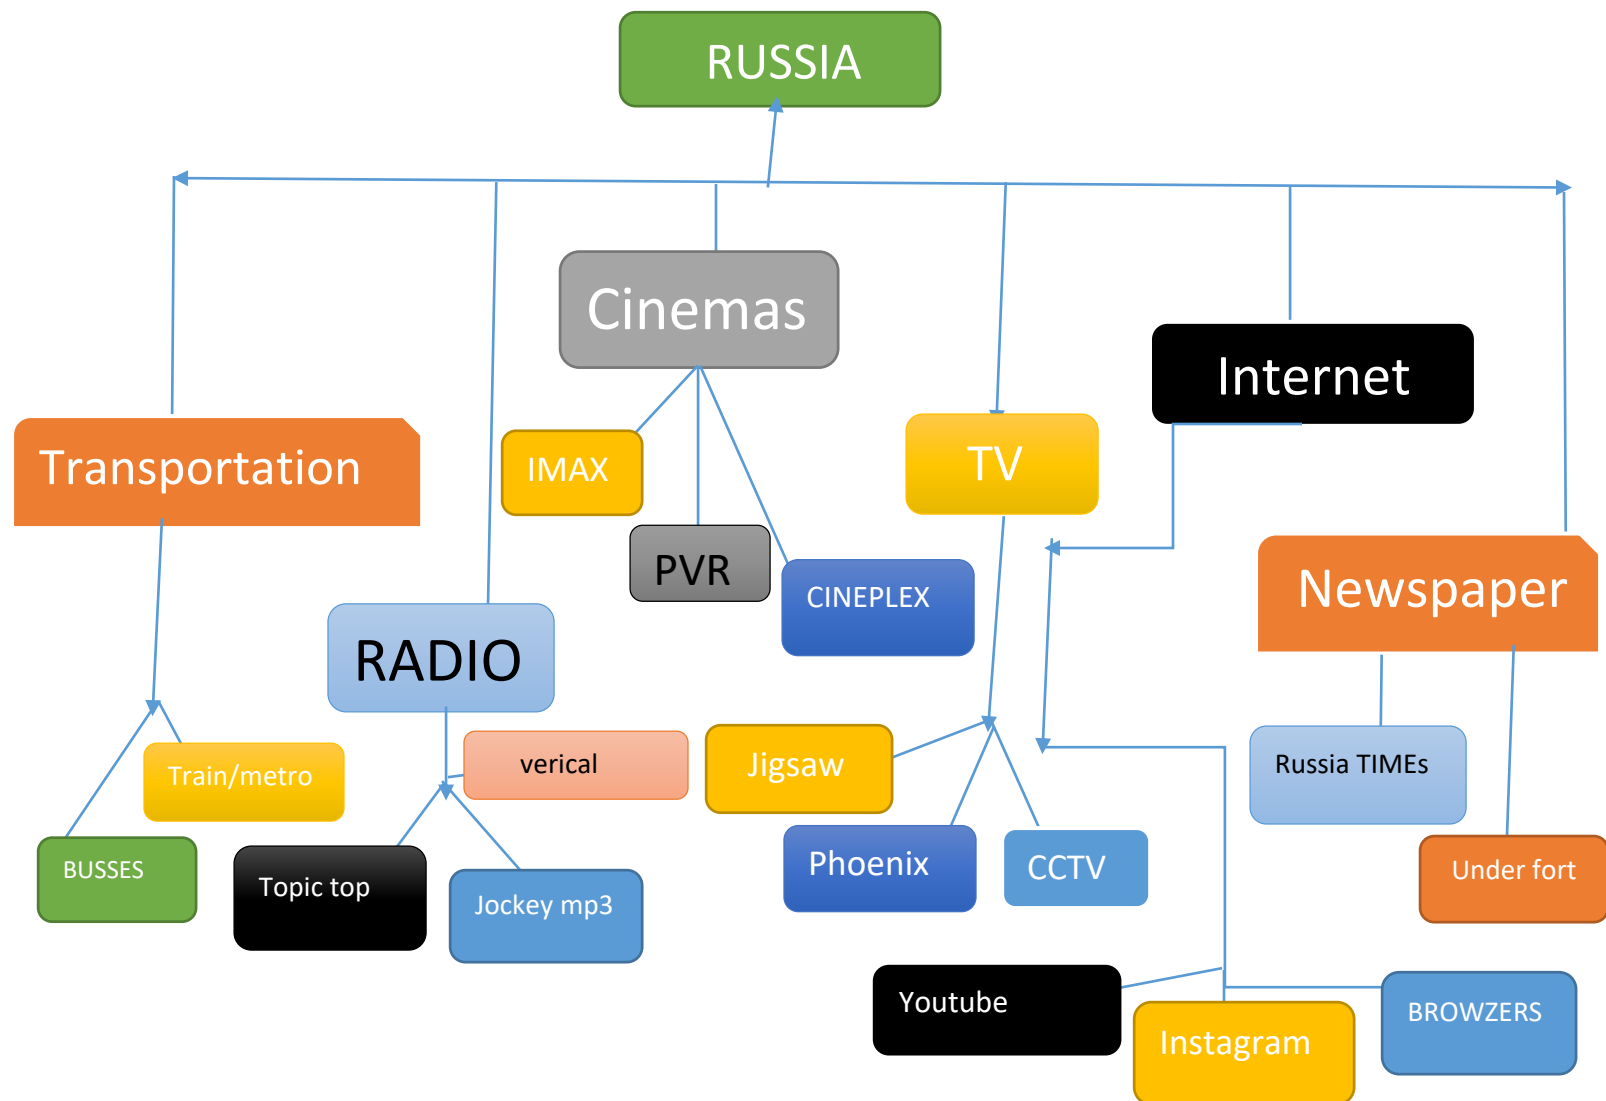 RUSSIA
Cinemas
Internet
Transportation
IMAX
TV
PVR
CINEPLEX
Newspaper
RADIO
Train/metro
verical
Jigsaw
Russia TIMEs
BUSSES
Topic top
Jockey mp3
Phoenix
CCTV
Under fort
Youtube
Instagram
BROWZERS